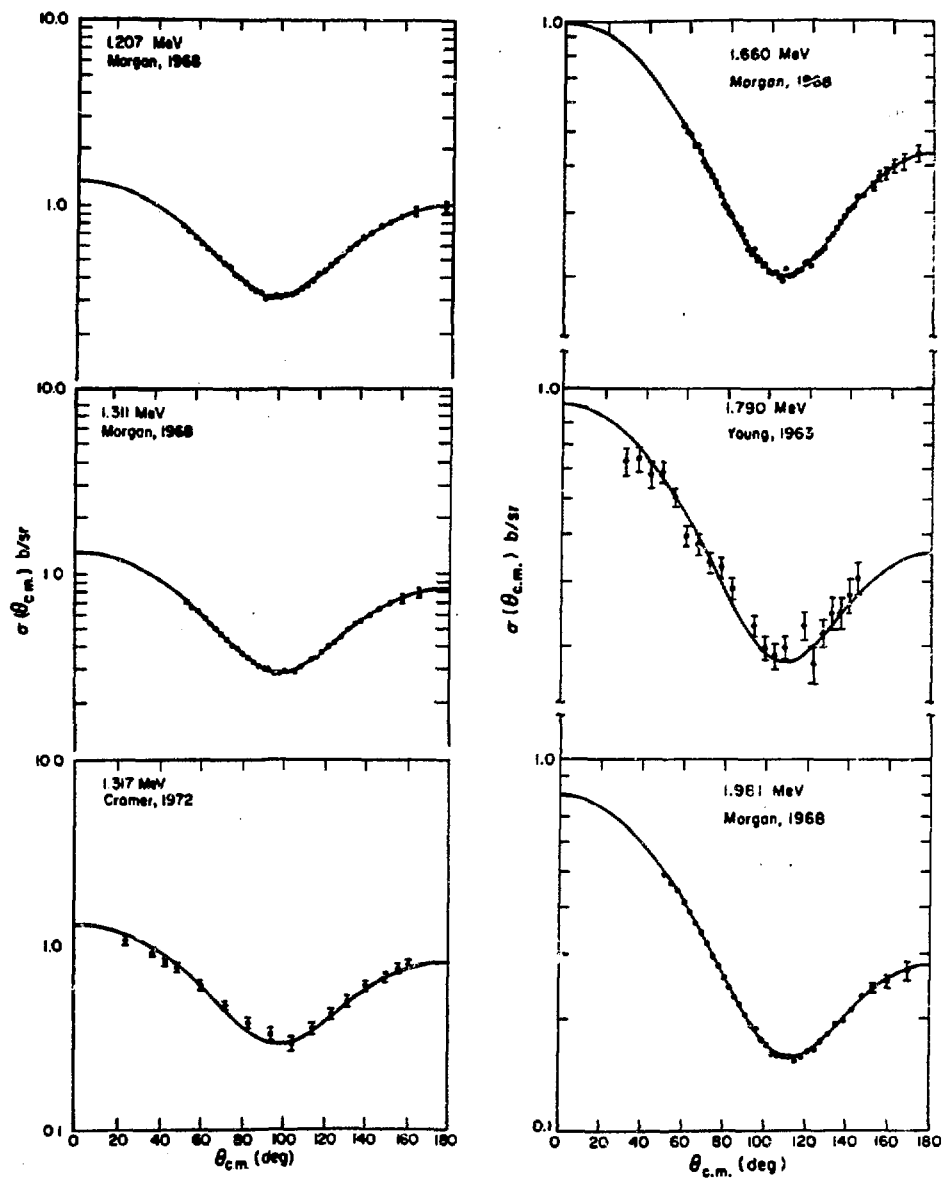 10.0
1.207 MeV
Morgan, 1968
1.0
10.0
1.311 MeV
Morgan, 1968
σ (θc.m.) b/sr
1.0
10.0
1.317 MeV
Cramer, 1972
1.0
0.1
0 20 40 60 80 100 120 140 160 180
θc.m. (deg)
1.0
1.660 MeV
Morgan, 1968
1.0
1.790 MeV
Young, 1963
σ (θc.m.) b/sr
1.0
1.981 MeV
Morgan, 1968
0.1
0 20 40 60 80 100 120 140 160 180
θc.m. (deg)